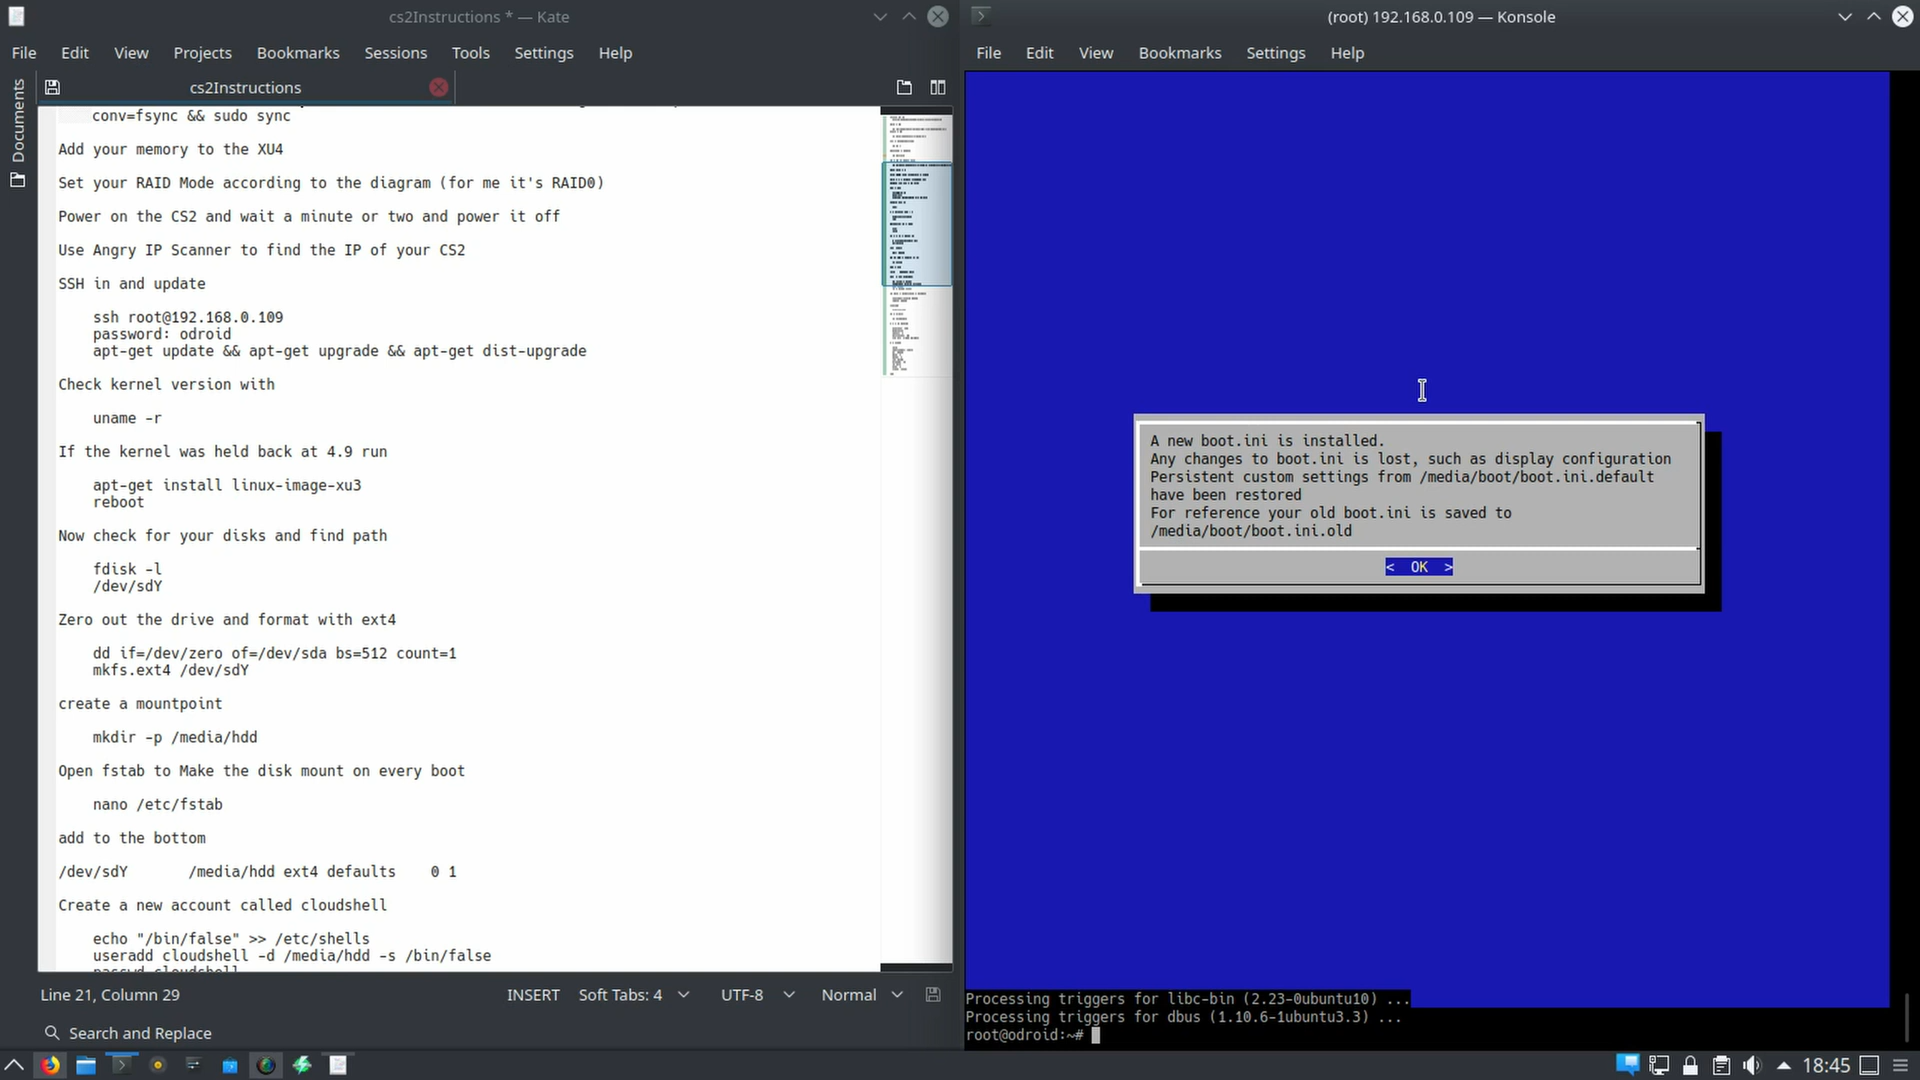 cs2Instructions * — Kate
File Edit View Projects Bookmarks Sessions Tools Settings Help
Documents
cs2Instructions
conv=fsync && sudo sync
Add your memory to the XU4
Set your RAID Mode according to the diagram (for me it's RAID0)
Power on the CS2 and wait a minute or two and power it off
Use Angry IP Scanner to find the IP of your CS2
SSH in and update
ssh root@192.168.0.109
password: odroid
apt-get update && apt-get upgrade && apt-get dist-upgrade
Check kernel version with
uname -r
If the kernel was held back at 4.9 run
apt-get install linux-image-xu3
reboot
Now check for your disks and find path
fdisk -l
/dev/sdY
Zero out the drive and format with ext4
dd if=/dev/zero of=/dev/sda bs=512 count=1
mkfs.ext4 /dev/sdY
create a mountpoint
mkdir -p /media/hdd
Open fstab to Make the disk mount on every boot
nano /etc/fstab
add to the bottom
/dev/sdY /media/hdd ext4 defaults 0 1
Create a new account called cloudshell
echo "/bin/false" >> /etc/shells
useradd cloudshell -d /media/hdd -s /bin/false
passwd cloudshell
Line 21, Column 29 INSERT Soft Tabs: 4 UTF-8 Normal
Search and Replace
(root) 192.168.0.109 — Konsole
File Edit View Bookmarks Settings Help
A new boot.ini is installed.
Any changes to boot.ini is lost, such as display configuration
Persistent custom settings from /media/boot/boot.ini.default
have been restored
For reference your old boot.ini is saved to
/media/boot/boot.ini.old
< OK >
Processing triggers for libc-bin (2.23-0ubuntu10) ...
Processing triggers for dbus (1.10.6-1ubuntu3.3) ...
root@odroid:~#
18:45